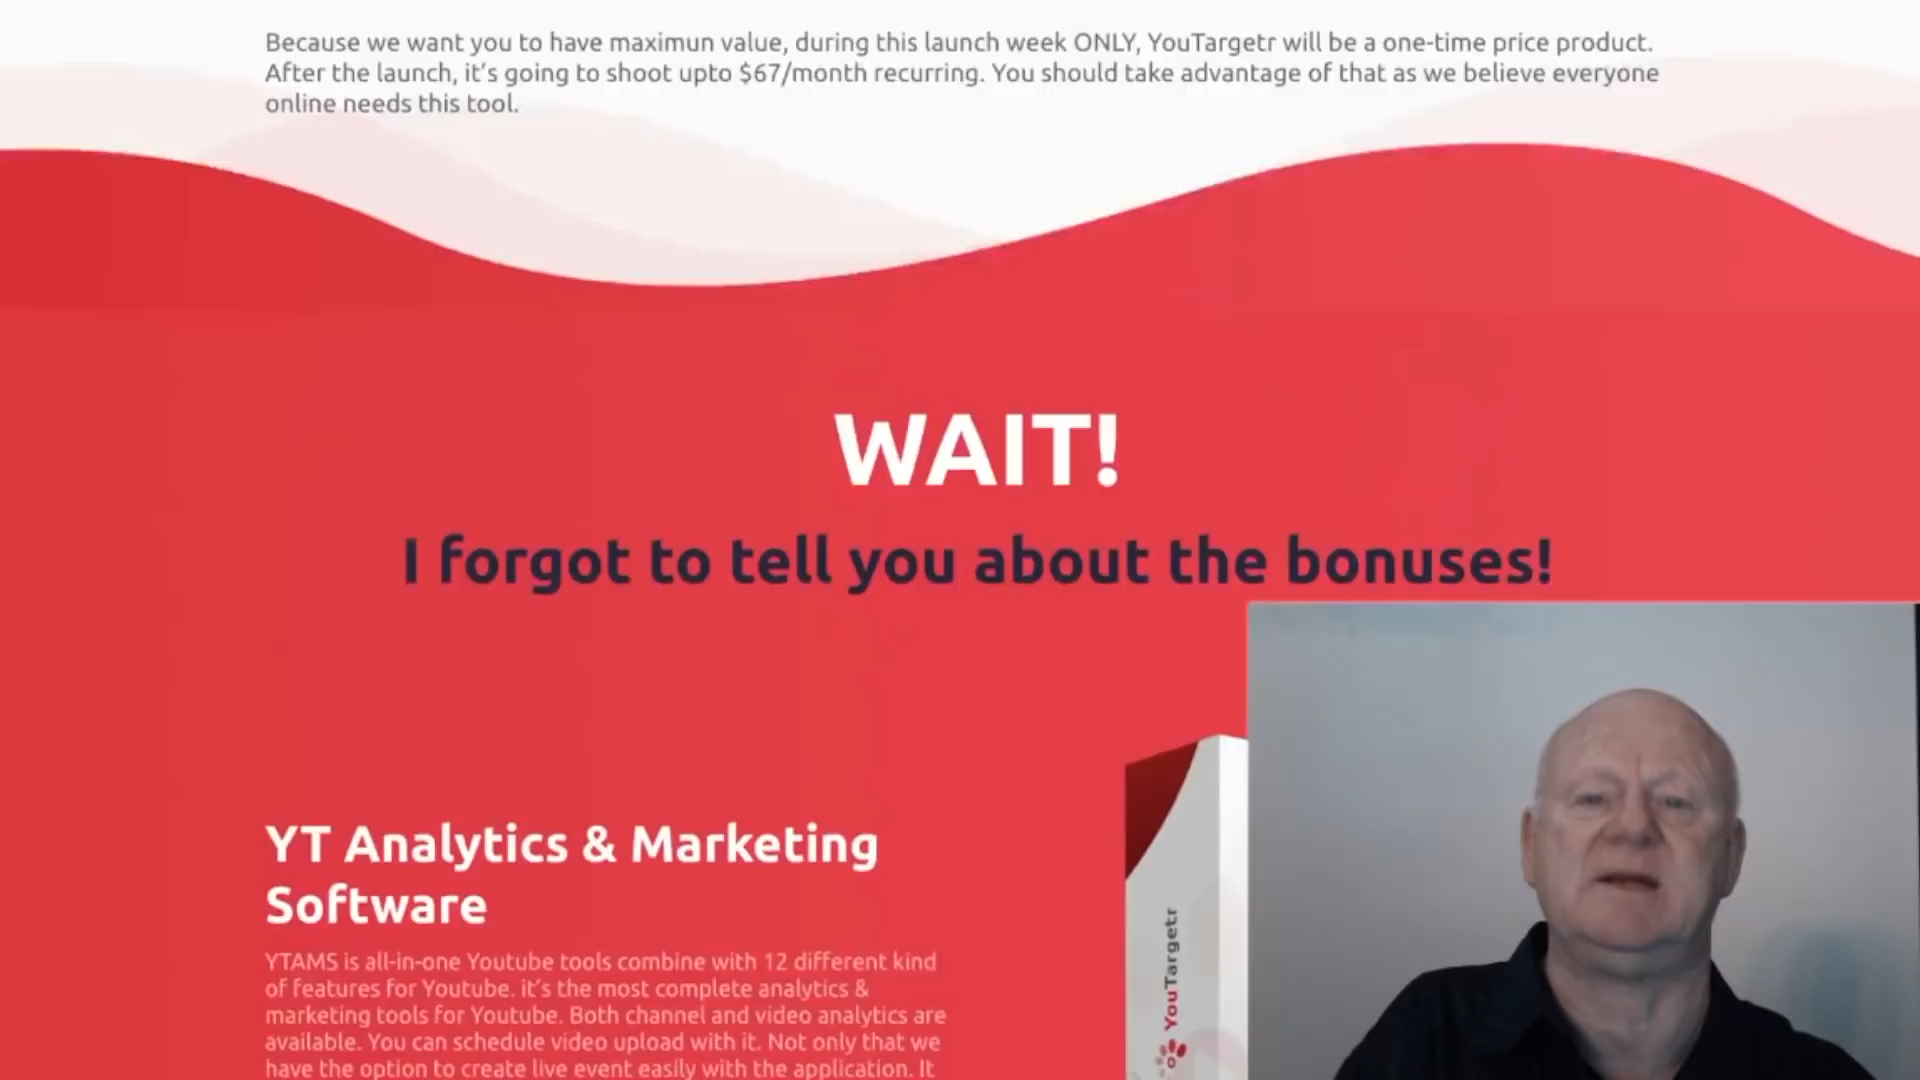 Because we want you to have maximun value, during this launch week ONLY, YouTargetr will be a one-time price product.
After the launch, it's going to shoot upto $67/month recurring. You should take advantage of that as we believe everyone
online needs this tool.
WAIT!
I forgot to tell you about the bonuses!
YT Analytics & Marketing
Software
YTAMS is all-in-one Youtube tools combine with 12 different kind
of features for Youtube. it's the most complete analytics &
marketing tools for Youtube. Both channel and video analytics are
available. You can schedule video upload with it. Not only that we
have the option to create live event easily with the application. It
YouTargetr